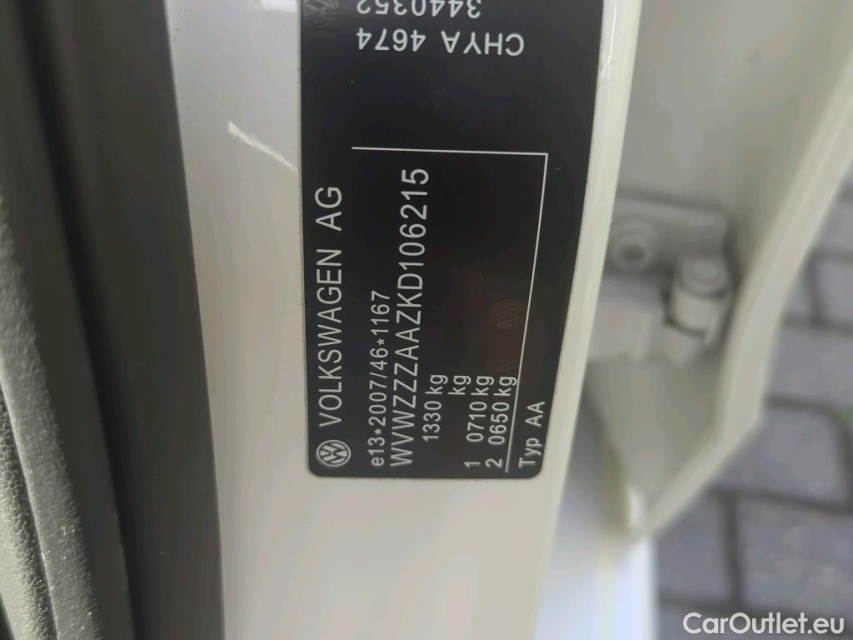 VOLKSWAGEN AG
e13*2007/46*1167
WVWZZZAAZKD106215
1330 kg
kg
1 0710 kg
2 0650 kg
Typ AA
CHYA 4674
3440352
CarOutlet.eu